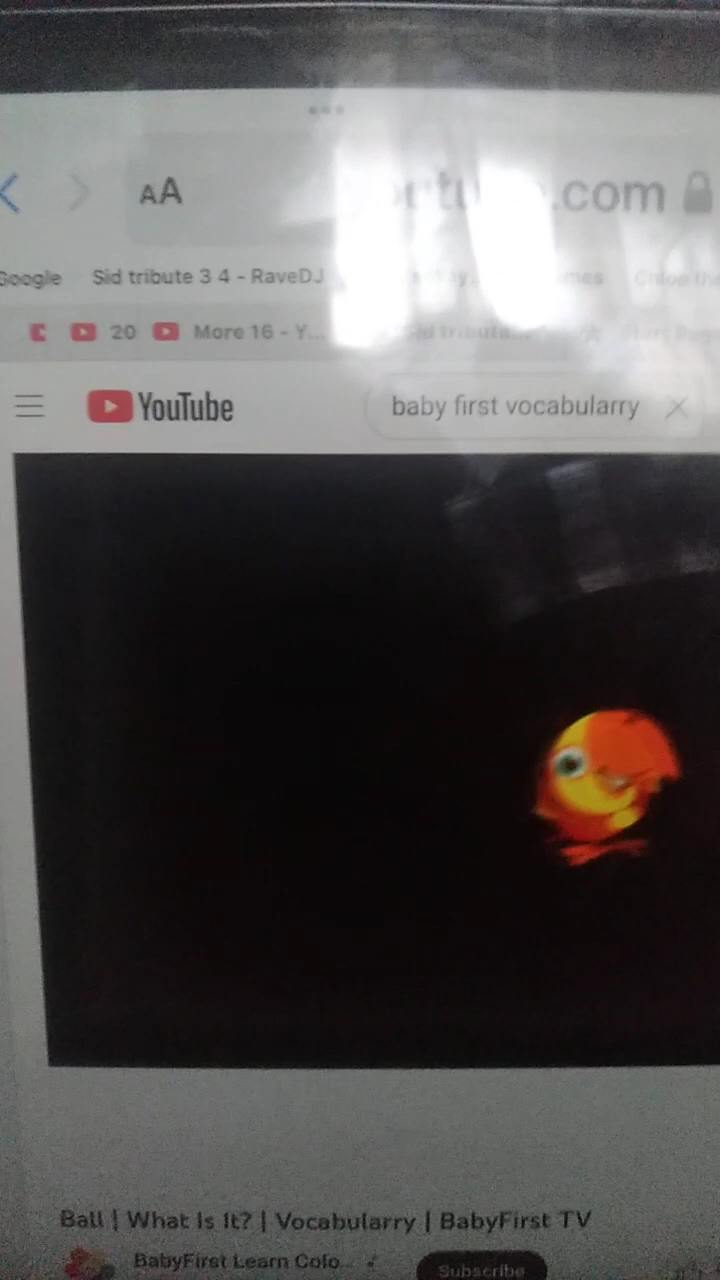 AA .com
Google Sid tribute 3 4 - RaveDJ
20 More 16 - Y...
YouTube baby first vocabularry
Ball | What Is It? | Vocabularry | BabyFirst TV
BabyFirst Learn Colo...
Subscribe